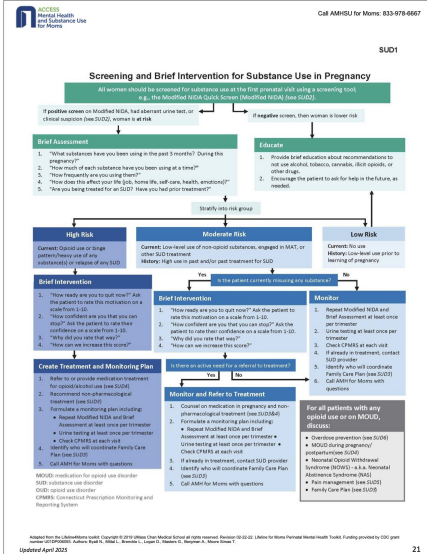 ACCESS
Mental Health
and Substance Use
for Moms
Call AMHSU for Moms: 833-978-6667
SUD1
Screening and Brief Intervention for Substance Use in Pregnancy
All women should be screened for substance use at the first prenatal visit using a screening tool,
e.g., the Modified NIDA Quick Screen (Modified NIDA) (see SUD2).
If positive screen on Modified NIDA, had aberrant urine test, or
clinical suspicion (see SUD2), woman is at risk
If negative screen, then woman is lower risk
Brief Assessment
1. "What substances have you been using in the past 3 months? During this
pregnancy?"
2. "How much of each substance have you been using at a time?"
3. "How frequently are you using them?"
4. "How does this affect your life (job, home life, self-care, health, emotions)?"
5. "Are you being treated for an SUD? Have you had prior treatment?"
Educate
1. Provide brief education about recommendations to
not use alcohol, tobacco, cannabis, illicit opioids, or
other drugs.
2. Encourage the patient to ask for help in the future, as
needed.
Stratify into risk group
High Risk
Current: Opioid use or binge
pattern/heavy use of any
substance(s) or relapse of any SUD
Moderate Risk
Current: Low-level use of non-opioid substances, engaged in MAT, or
other SUD treatment
History: High use in past and/or past treatment for SUD
Low Risk
Current: No use
History: Low-level use prior to
learning of pregnancy
Yes
Is the patient currently misusing any substance?
No
Brief Intervention
1. "How ready are you to quit now?" Ask
the patient to rate this motivation on a
scale from 1-10.
2. "How confident are you that you can
stop?" Ask the patient to rate their
confidence on a scale from 1-10.
3. "Why did you rate that way?"
4. "How can we increase this score?"
Brief Intervention
1. "How ready are you to quit now?" Ask the patient to
rate this motivation on a scale from 1-10.
2. "How confident are you that you can stop?" Ask the
patient to rate their confidence on a scale from 1-10.
3. "Why did you rate that way?"
4. "How can we increase this score?"
Monitor
1. Repeat Modified NIDA and
Brief Assessment at least once
per trimester
2. Urine testing at least once per
trimester
3. Check CPMRS at each visit
4. If already in treatment, contact
SUD provider
5. Identify who will coordinate
Family Care Plan (see SUD3)
6. Call AMH for Moms with
questions
Is there an active need for a referral to treatment?
Yes
No
Create Treatment and Monitoring Plan
1. Refer to or provide medication treatment
for opioid/alcohol use (see SUD4)
2. Recommend non-pharmacological
treatment (see SUD3)
3. Formulate a monitoring plan including:
• Repeat Modified NIDA and Brief
Assessment at least once per trimester
• Urine testing at least once per trimester
• Check CPMRS at each visit
4. Identify who will coordinate Family Care
Plan (see SUD3)
5. Call AMH for Moms with questions
Monitor and Refer to Treatment
1. Counsel on medication in pregnancy and non-
pharmacological treatment (see SUD3&4)
2. Formulate a monitoring plan including:
• Repeat Modified NIDA and Brief
Assessment at least once per trimester •
Urine testing at least once per trimester •
Check CPMRS at each visit
3. If already in treatment, contact SUD provider
4. Identify who will coordinate Family Care Plan
(see SUD3)
5. Call AMH for Moms with questions
For all patients with any
opioid use or on MOUD,
discuss:
• Overdose prevention (see SUD6)
• MOUD during pregnancy/
postpartum (see SUD4)
• Neonatal Opioid Withdrawal
Syndrome (NOWS) - a.k.a. Neonatal
Abstinence Syndrome (NAS)
• Pain management (see SUD5)
• Family Care Plan (see SUD3)
MOUD: medication for opioid use disorder
SUD: substance use disorder
OUD: opioid use disorder
CPMRS: Connecticut Prescription Monitoring and
Reporting System
Updated April 2025
21